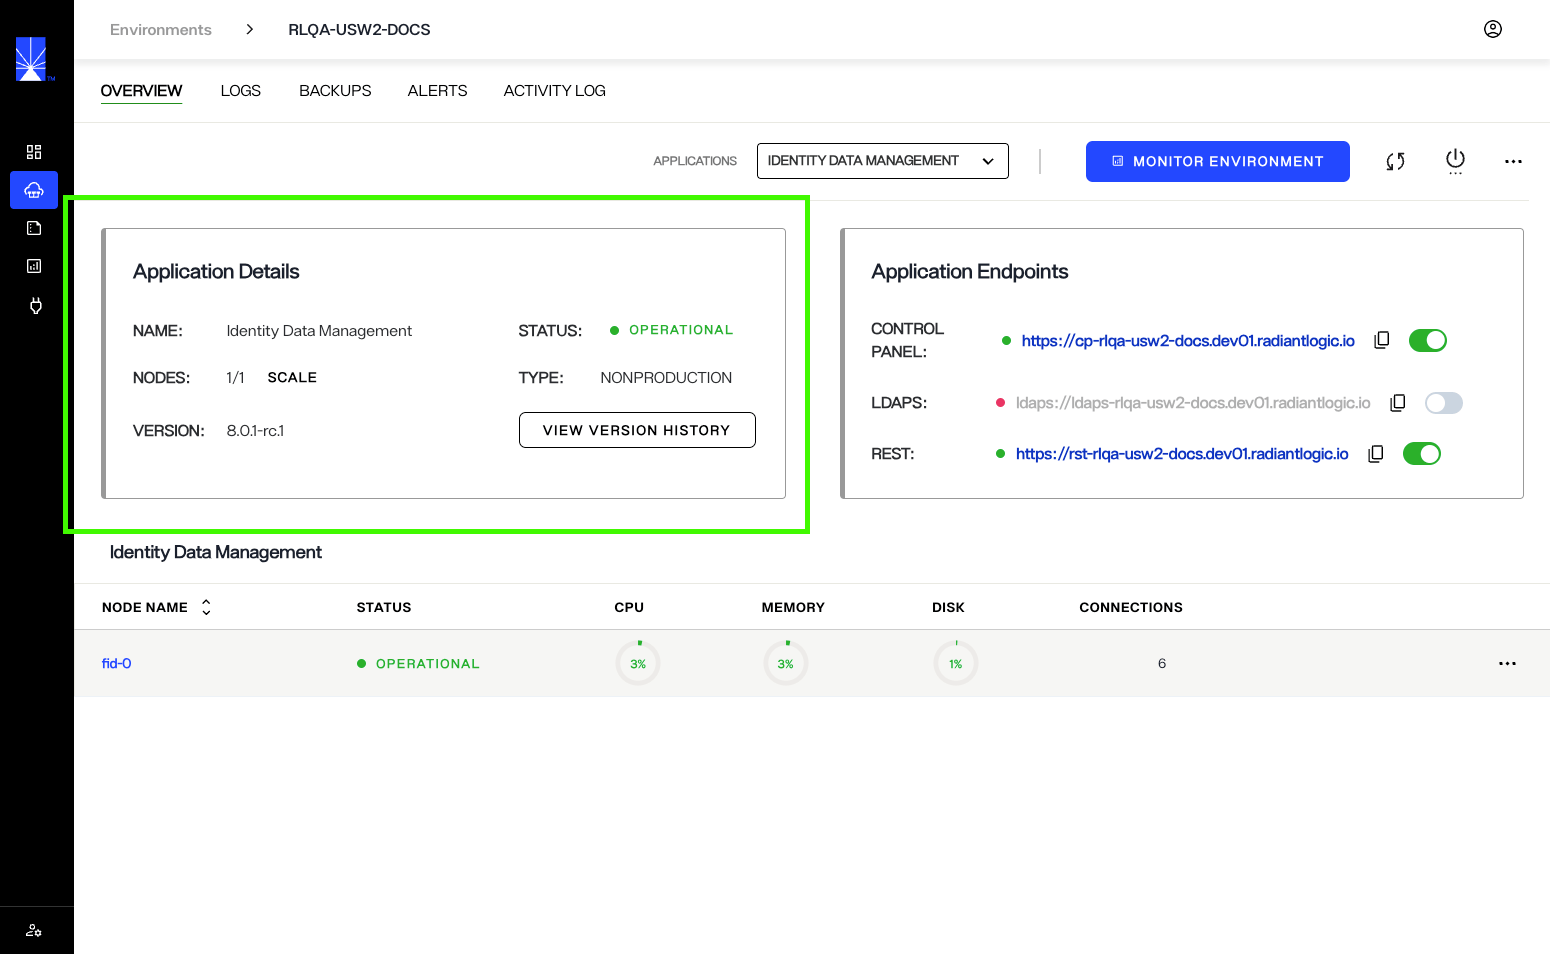 Environments > RLQA-USW2-DOCS
OVERVIEW LOGS BACKUPS ALERTS ACTIVITY LOG
APPLICATIONS IDENTITY DATA MANAGEMENT MONITOR ENVIRONMENT
TM
Application Details
NAME: Identity Data Management STATUS: OPERATIONAL
NODES: 1/1 SCALE TYPE: NONPRODUCTION
VERSION: 8.0.1-rc.1 VIEW VERSION HISTORY
Application Endpoints
CONTROL
PANEL: https://cp-rlqa-usw2-docs.dev01.radiantlogic.io
LDAPS: ldaps://ldaps-rlqa-usw2-docs.dev01.radiantlogic.io
REST: https://rst-rlqa-usw2-docs.dev01.radiantlogic.io
Identity Data Management
NODE NAME STATUS CPU MEMORY DISK CONNECTIONS
fid-0 OPERATIONAL 3% 3% 1% 6